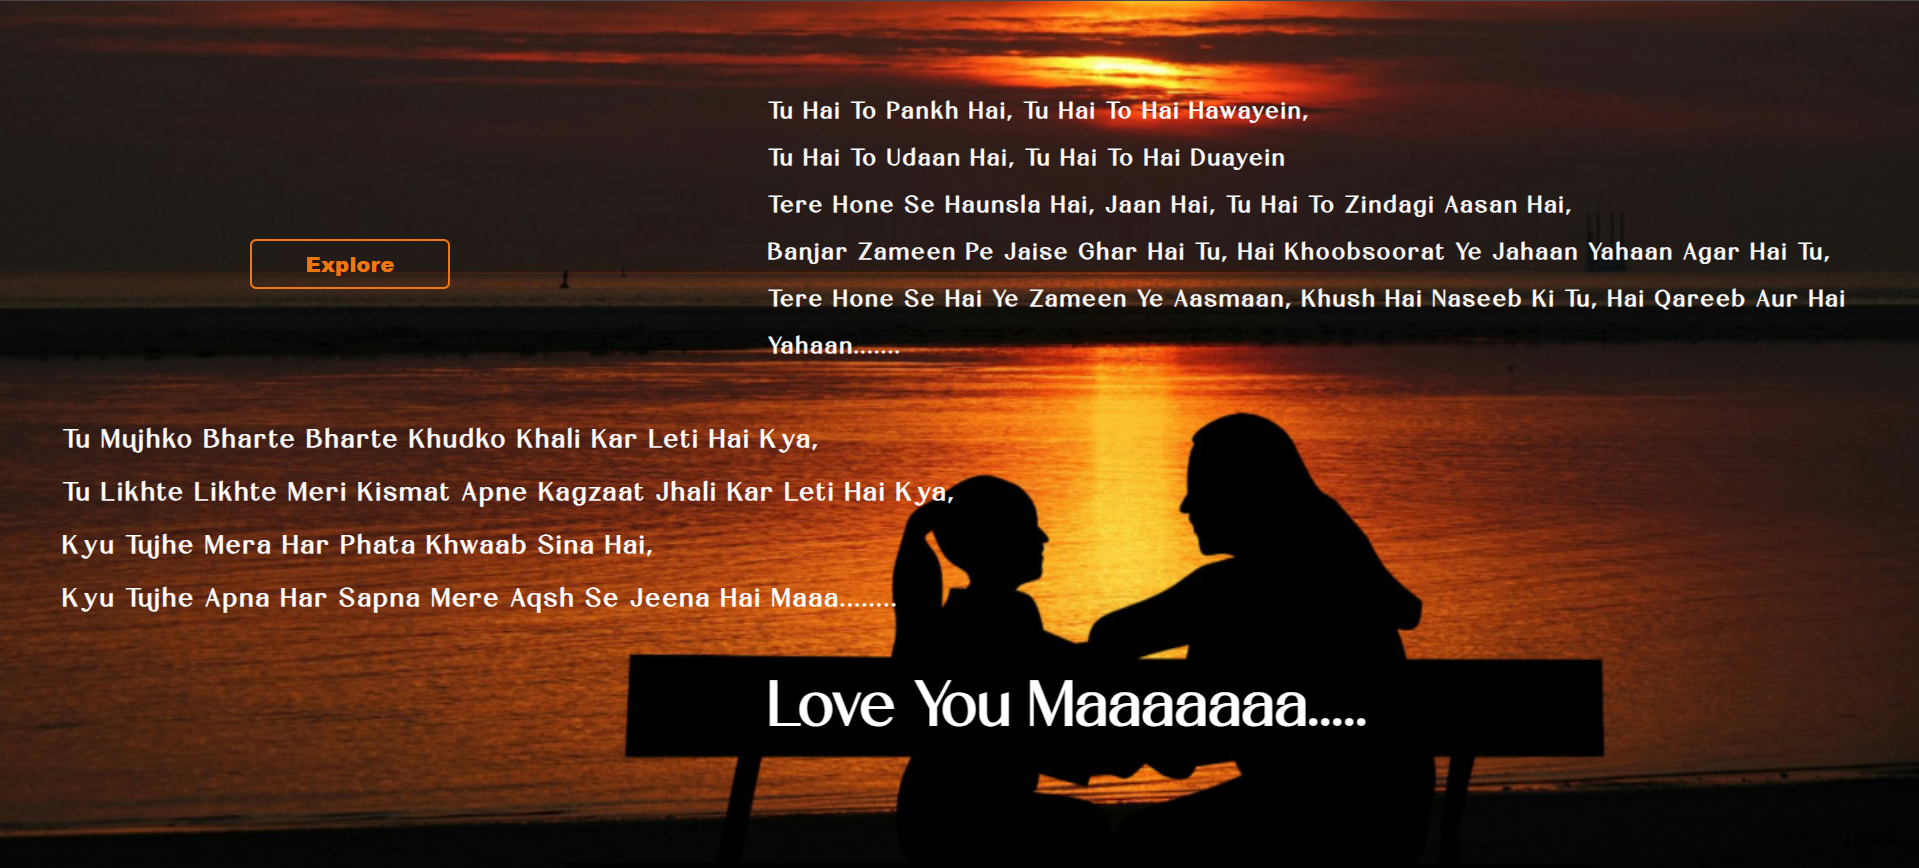 Tu Hai To Pankh Hai, Tu Hai To Hai Hawayein,
Tu Hai To Udaan Hai, Tu Hai To Hai Duayein
Tere Hone Se Haunsla Hai, Jaan Hai, Tu Hai To Zindagi Aasan Hai,
Banjar Zameen Pe Jaise Ghar Hai Tu, Hai Khoobsoorat Ye Jahaan Yahaan Agar Hai Tu,
Tere Hone Se Hai Ye Zameen Ye Aasmaan, Khush Hai Naseeb Ki Tu, Hai Qareeb Aur Hai
Yahaan.......
Explore
Tu Mujhko Bharte Bharte Khudko Khali Kar Leti Hai Kya,
Tu Likhte Likhte Meri Kismat Apne Kagzaat Jhali Kar Leti Hai Kya,
Kyu Tujhe Mera Har Phata Khwaab Sina Hai,
Kyu Tujhe Apna Har Sapna Mere Aqsh Se Jeena Hai Maaa........
Love You Maaaaaaa.....